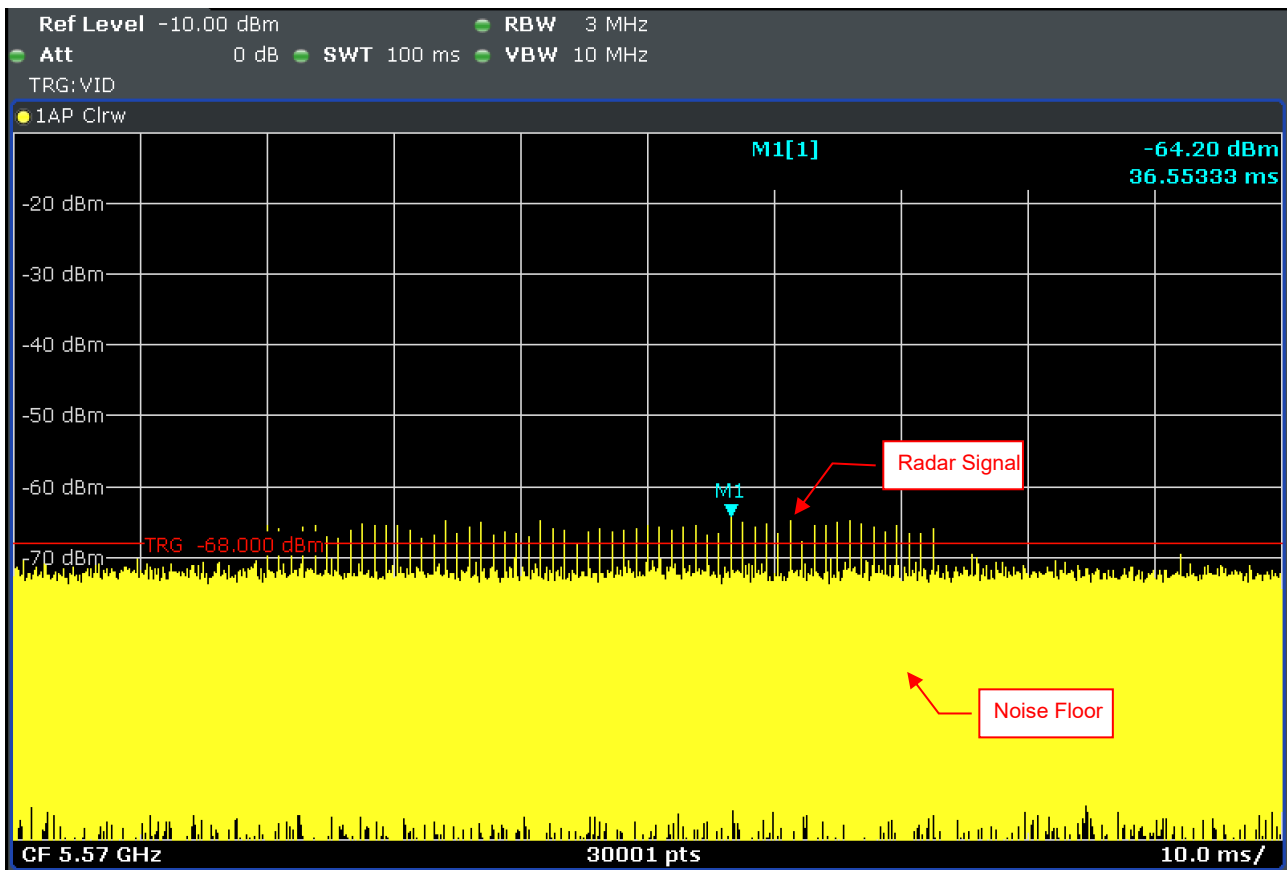 Ref Level -10.00 dBm RBW 3 MHz
Att 0 dB SWT 100 ms VBW 10 MHz
TRG:VID
1AP Clrw
M1[1] -64.20 dBm
36.55333 ms
-20 dBm
-30 dBm
-40 dBm
-50 dBm
Radar Signal
-60 dBm
M1
TRG -68.000 dBm
-70 dBm
Noise Floor
CF 5.57 GHz 30001 pts 10.0 ms/